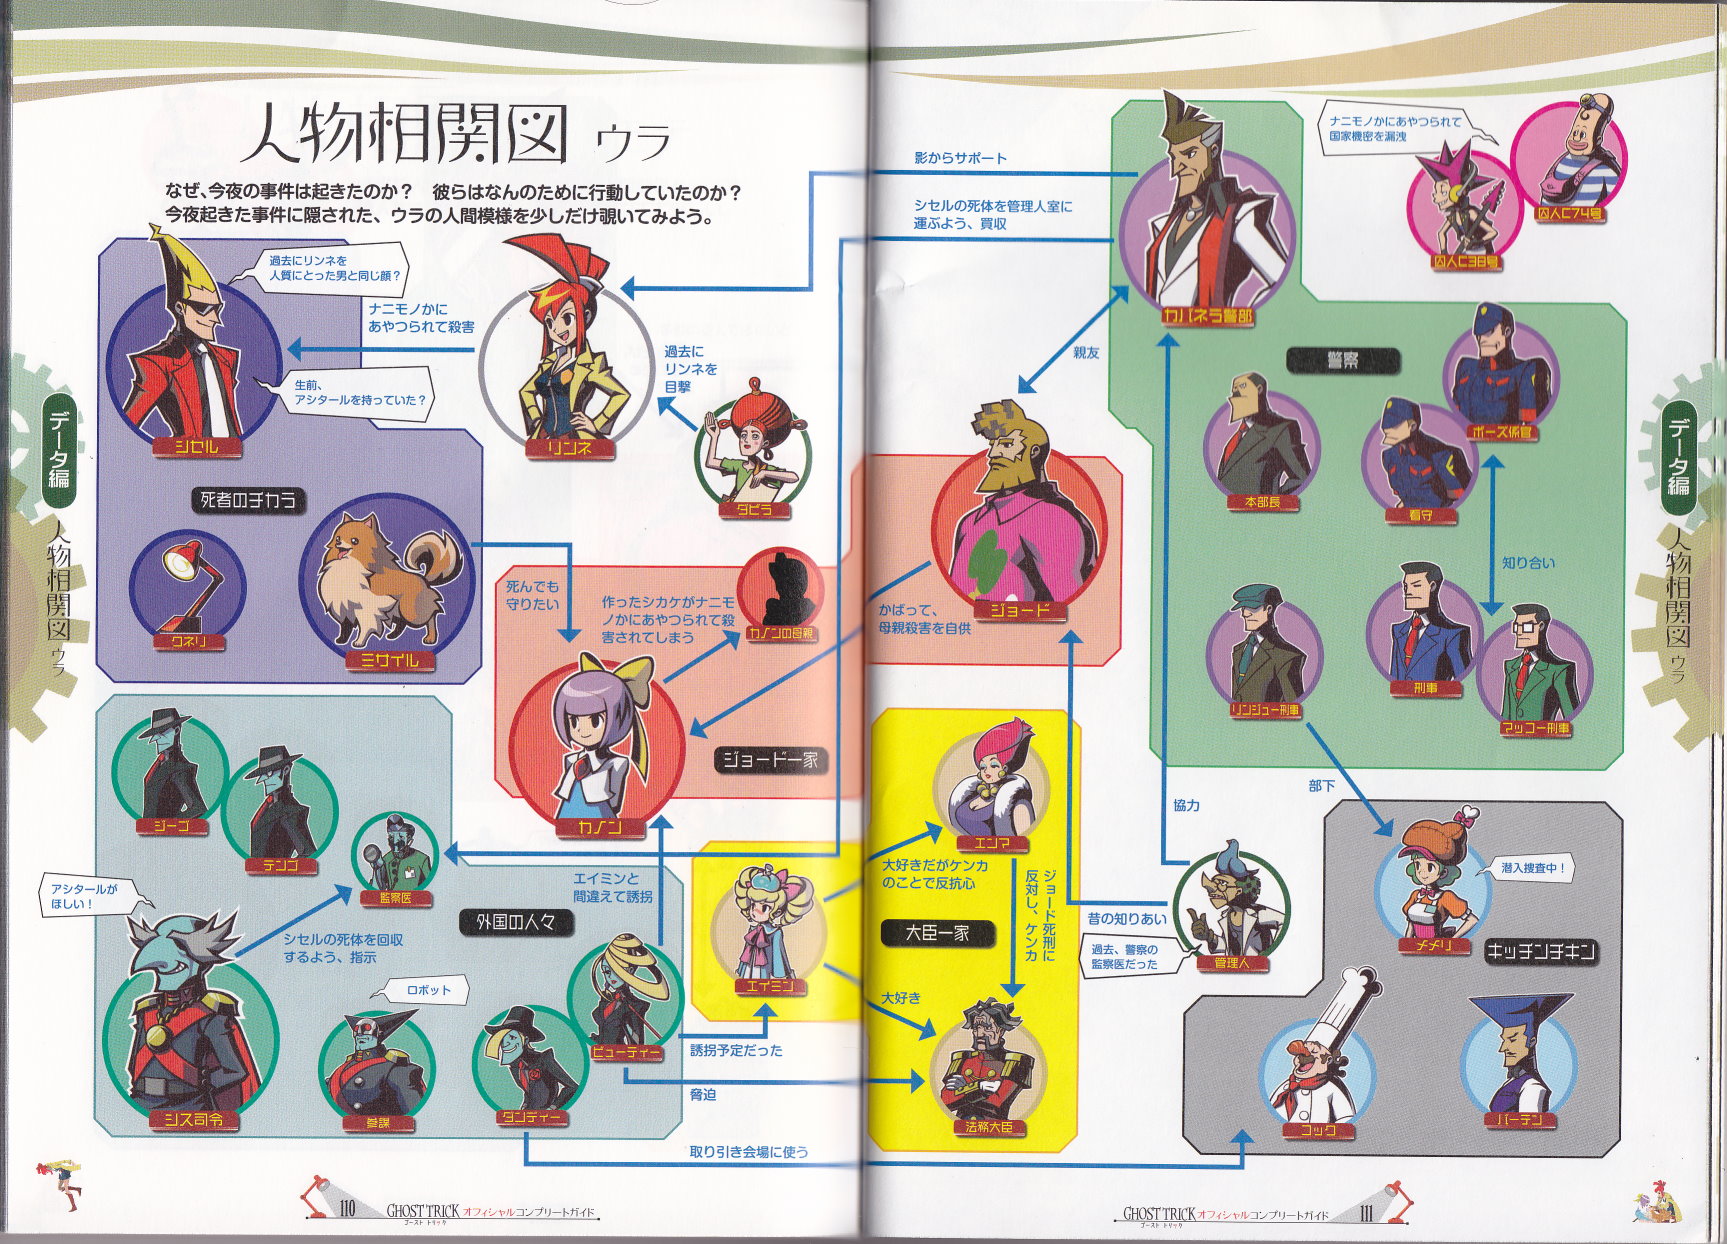 人物相関図 ウラ
なぜ、今夜の事件は起きたのか？　彼らはなんのために行動していたのか？
今夜起きた事件に隠された、ウラの人間模様を少しだけ覗いてみよう。
データ編
人物相関図 ウラ
過去にリンネを
人質にとった男と同じ顔？
ナニモノかに
あやつられて殺害
生前、
アシタールを持っていた？
シセル
リンネ
過去に
リンネを
目撃
タピラ
死者のチカラ
クネリ
ミサイル
死んでも
守りたい
作ったシカケがナニモ
ノかにあやつられて殺
害されてしまう
カノンの母親
カノン
ジョード一家
ジーゴ
テンゴ
監察医
アシタールが
ほしい！
シセルの死体を回収
するよう、指示
外国の人々
エイミンと
間違えて誘拐
ロボット
シス司令
参謀
ダンディー
ビューティー
エイミン
誘拐予定だった
脅迫
取り引き会場に使う
110
GHOST TRICK オフィシャルコンプリートガイド
ゴースト トリック
影からサポート
シセルの死体を管理人室に
運ぶよう、買収
カバネラ警部
ナニモノかにあやつられて
国家機密を漏洩
囚人C74号
囚人C38号
親友
警察
ボーズ係官
本部長
看守
知り合い
ジョード
かばって、
母親殺害を自供
リンジュー刑事
刑事
マッコー刑事
部下
協力
エンマ
大好きだがケンカ
のことで反抗心
ジョード死刑に
反対し、ケンカ
大臣一家
大好き
法務大臣
昔の知りあい
過去、警察の
監察医だった
管理人
メメリ
潜入捜査中！
キッチンチキン
コック
バーテン
データ編
人物相関図 ウラ
GHOST TRICK オフィシャルコンプリートガイド
ゴースト トリック
111